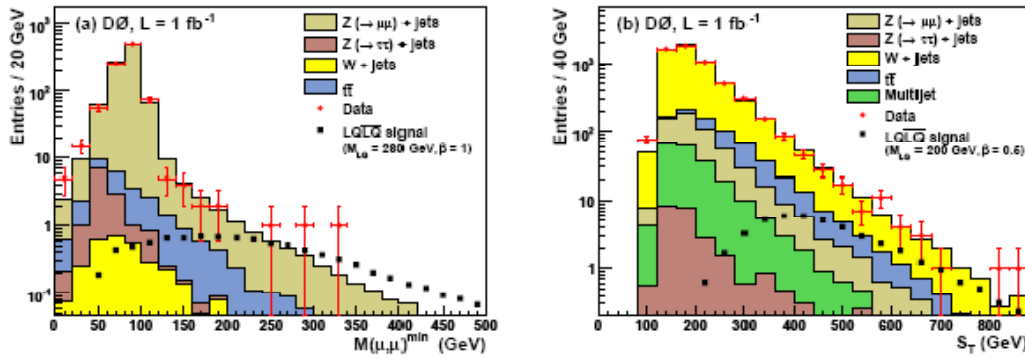 (a) DØ, L = 1 fb⁻¹
Z (→ μμ) + jets
Z (→ ττ) + jets
W + jets
tt̄
Data
LQL̅Q̅ signal
(M_LQ = 280 GeV, β = 1)
Entries / 20 GeV
10³
10²
10
1
10⁻¹
0 50 100 150 200 250 300 350 400 450 500
M(μ,μ)^min (GeV)
(b) DØ, L = 1 fb⁻¹
Z (→ μμ) + jets
Z (→ ττ) + jets
W + jets
tt̄
Multijet
Data
LQL̅Q̅ signal
(M_LQ = 200 GeV, β = 0.5)
Entries / 40 GeV
10³
10²
10
1
0 100 200 300 400 500 600 700 800
S_T (GeV)